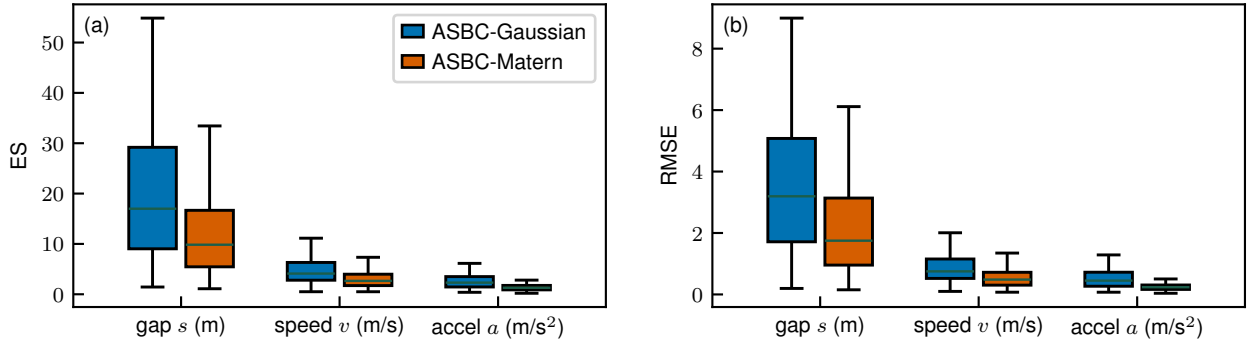 (a)
ASBC-Gaussian
ASBC-Matern
ES
50
40
30
20
10
0
gap s (m)
speed v (m/s)
accel a (m/s²)
(b)
RMSE
8
6
4
2
0
gap s (m)
speed v (m/s)
accel a (m/s²)